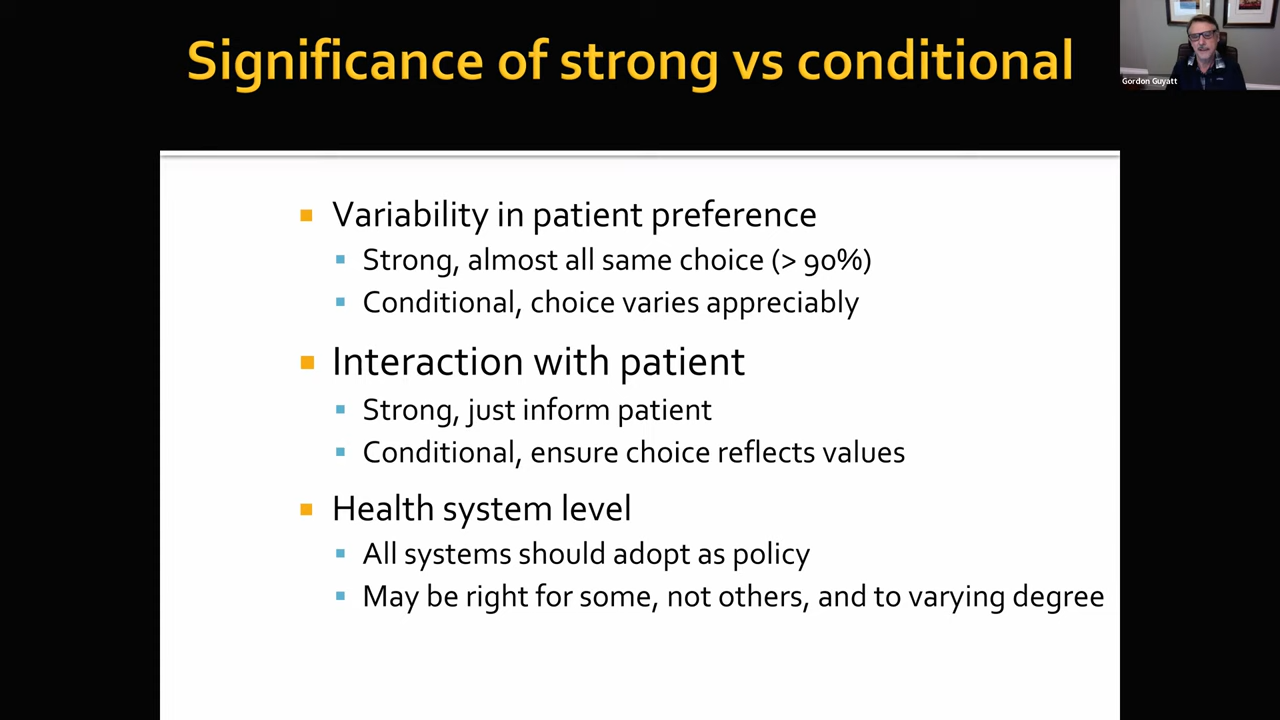 Significance of strong vs conditional
Gordon Guyatt
Variability in patient preference
Strong, almost all same choice (> 90%)
Conditional, choice varies appreciably
Interaction with patient
Strong, just inform patient
Conditional, ensure choice reflects values
Health system level
All systems should adopt as policy
May be right for some, not others, and to varying degree